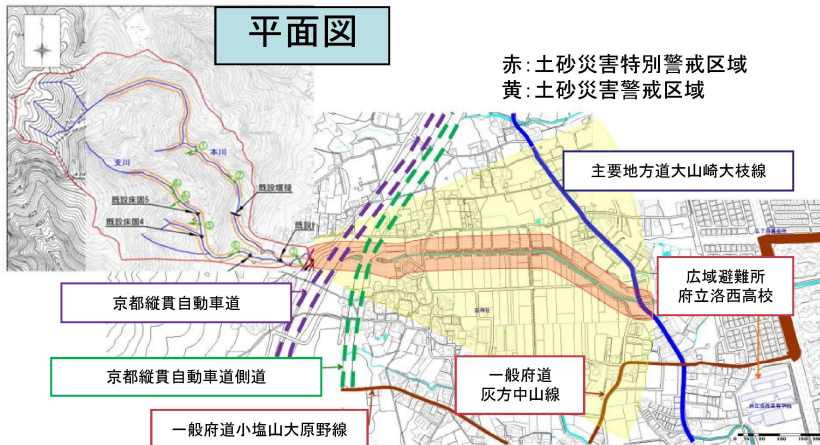 平面図
赤：土砂災害特別警戒区域
黄：土砂災害警戒区域
本川
支川
①
②
既設堰堤
既設床固5
既設床固4
主要地方道大山崎大枝線
広域避難所
府立洛西高校
京都縦貫自動車道
京都縦貫自動車道側道
一般府道
灰方中山線
一般府道小塩山大原野線